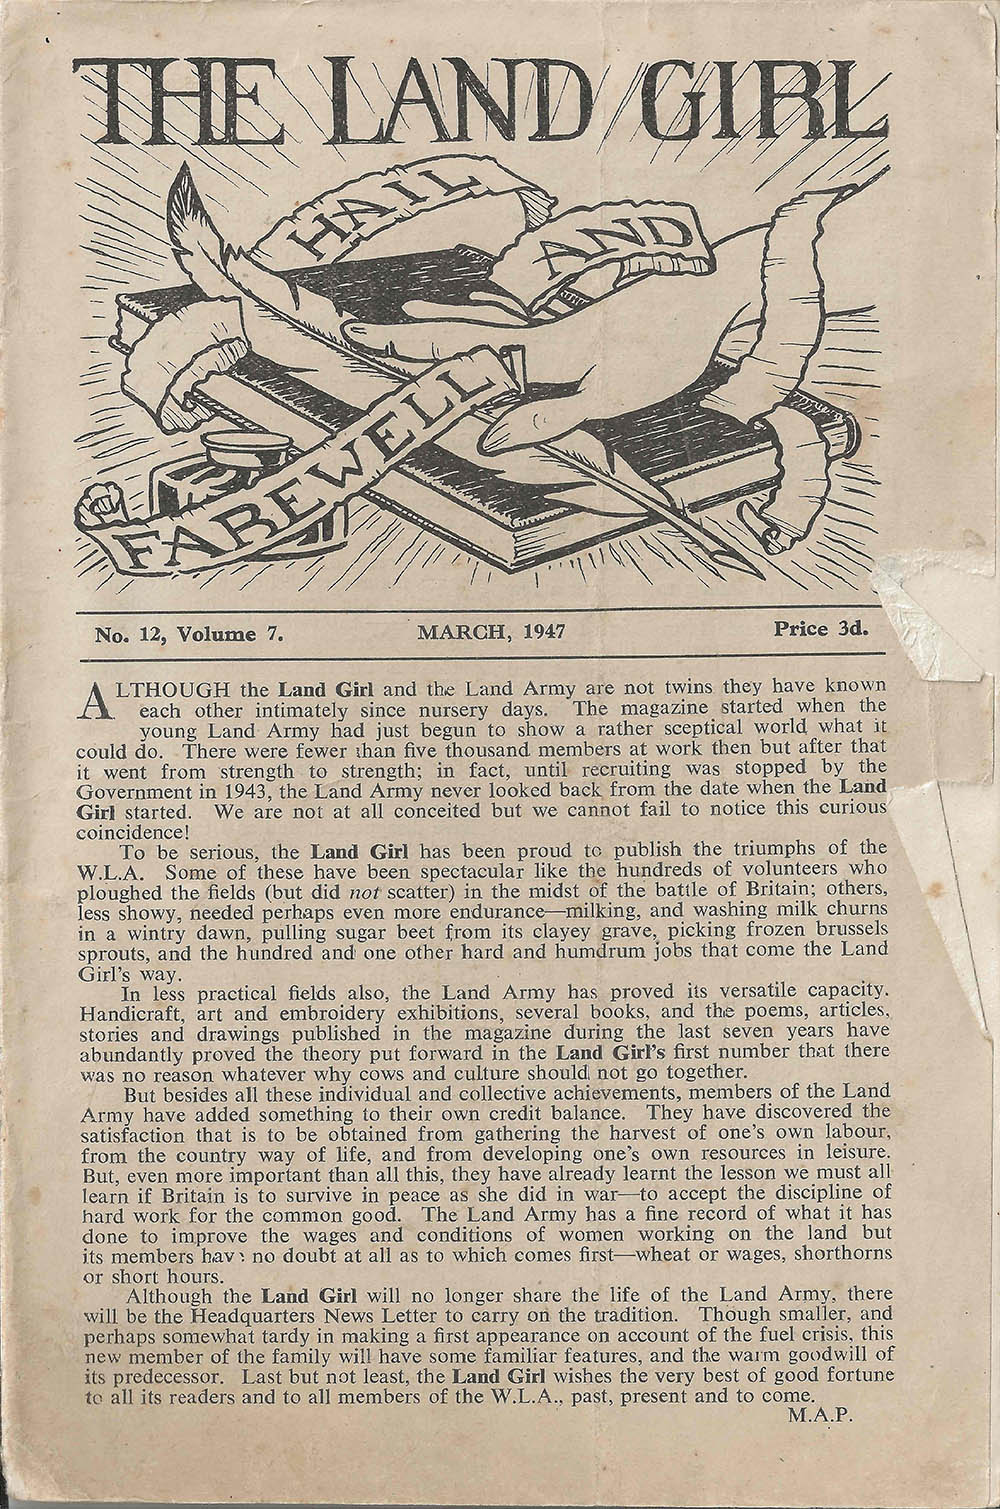 THE LAND GIRL
HAIL
AND
FAREWELL
No. 12, Volume 7. MARCH, 1947 Price 3d.
ALTHOUGH the Land Girl and the Land Army are not twins they have known
each other intimately since nursery days. The magazine started when the
young Land Army had just begun to show a rather sceptical world what it
could do. There were fewer than five thousand members at work then but after that
it went from strength to strength; in fact, until recruiting was stopped by the
Government in 1943, the Land Army never looked back from the date when the Land
Girl started. We are not at all conceited but we cannot fail to notice this curious
coincidence!
To be serious, the Land Girl has been proud to publish the triumphs of the
W.L.A. Some of these have been spectacular like the hundreds of volunteers who
ploughed the fields (but did not scatter) in the midst of the battle of Britain; others,
less showy, needed perhaps even more endurance—milking, and washing milk churns
in a wintry dawn, pulling sugar beet from its clayey grave, picking frozen brussels
sprouts, and the hundred and one other hard and humdrum jobs that come the Land
Girl's way.
In less practical fields also, the Land Army has proved its versatile capacity.
Handicraft, art and embroidery exhibitions, several books, and the poems, articles,
stories and drawings published in the magazine during the last seven years have
abundantly proved the theory put forward in the Land Girl's first number that there
was no reason whatever why cows and culture should not go together.
But besides all these individual and collective achievements, members of the Land
Army have added something to their own credit balance. They have discovered the
satisfaction that is to be obtained from gathering the harvest of one's own labour,
from the country way of life, and from developing one's own resources in leisure.
But, even more important than all this, they have already learnt the lesson we must all
learn if Britain is to survive in peace as she did in war—to accept the discipline of
hard work for the common good. The Land Army has a fine record of what it has
done to improve the wages and conditions of women working on the land but
its members have no doubt at all as to which comes first—wheat or wages, shorthorns
or short hours.
Although the Land Girl will no longer share the life of the Land Army, there
will be the Headquarters News Letter to carry on the tradition. Though smaller, and
perhaps somewhat tardy in making a first appearance on account of the fuel crisis, this
new member of the family will have some familiar features, and the warm goodwill of
its predecessor. Last but not least, the Land Girl wishes the very best of good fortune
to all its readers and to all members of the W.L.A., past, present and to come.
M.A.P.